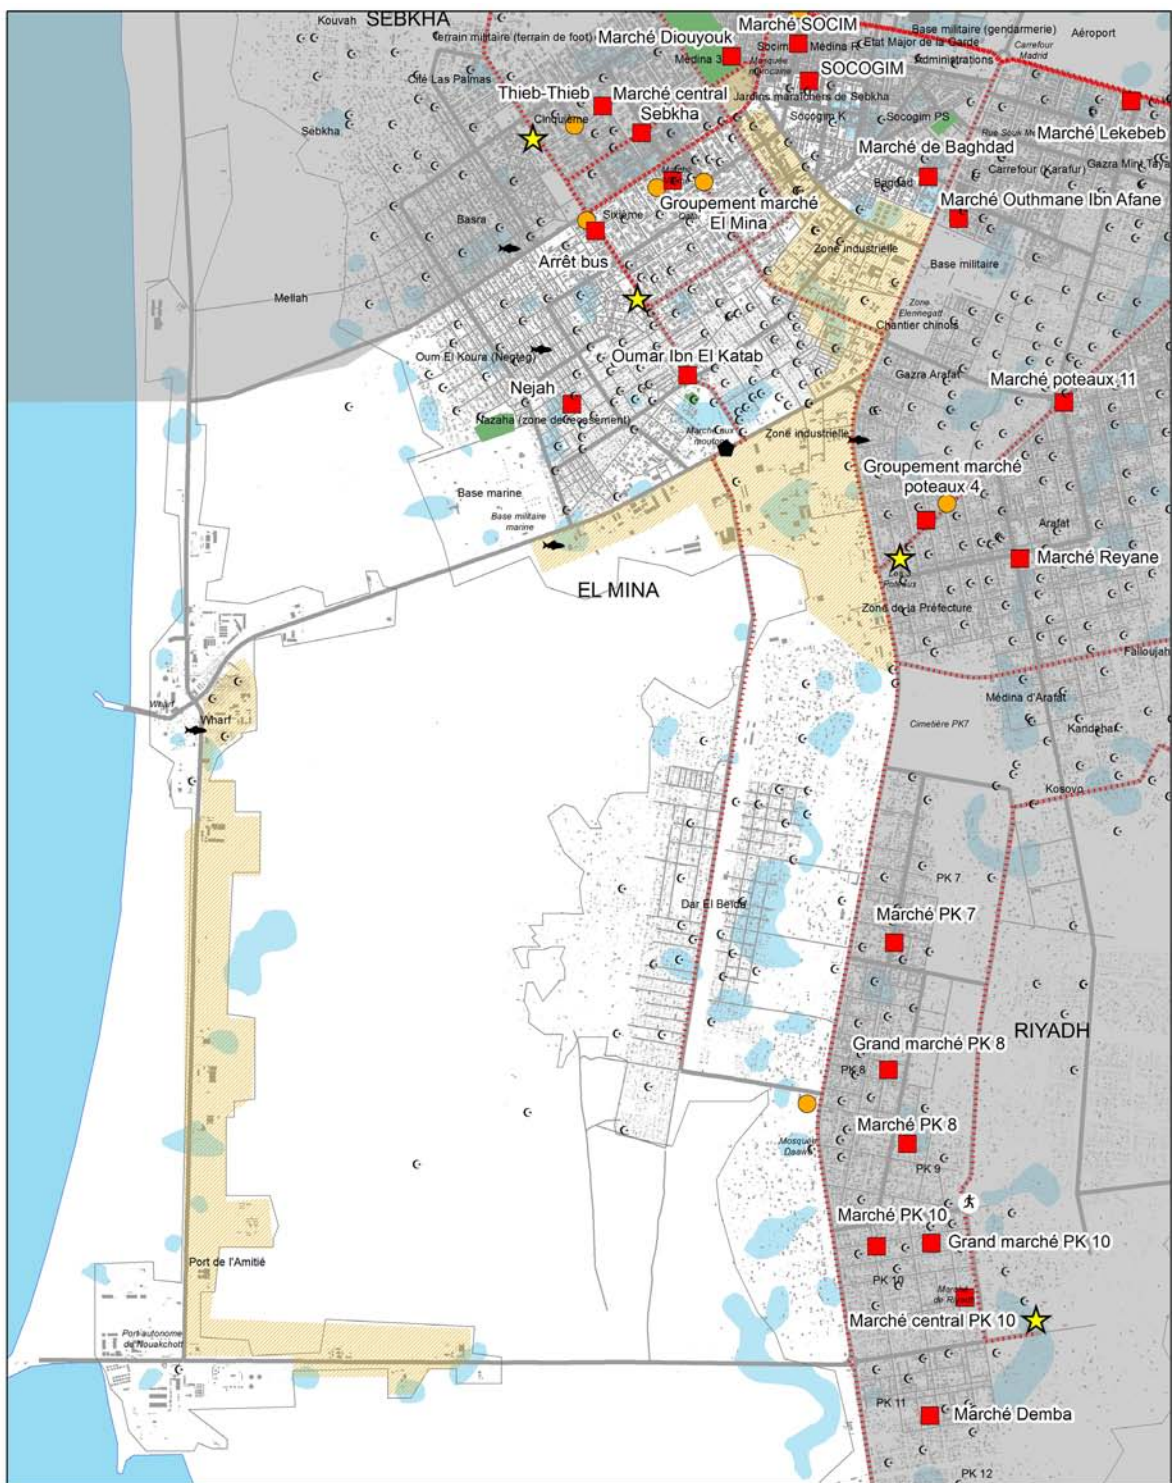 Kouvah
SEBKHA
Terrain militaire (terrain de foot)
Marché Diouyouk
Marché SOCIM
Socim
Médina R
Base militaire (gendarmerie)
Etat Major de la Garde
Administrations
Carrefour
Madrid
Aéroport
Médina 3
Mosquée
marocaine
SOCOGIM
Cité Las Palmas
Thieb-Thieb
Marché central
Sebkha
Jardins maraîchers de Sebkha
Socogim K
Socogim PS
Cinquième
Sebkha
Marché Lekebeb
Marché de Baghdad
Carrefour (Karafur)
Gazra Mint Taya
Bagdad
Marché Outhmane Ibn Afane
Groupement marché
El Mina
Basra
Sixième
Arrêt bus
Zone industrielle
Base militaire
Mellah
Zone
Elennegatt
Chantier chinois
Oum El Koura (Neqteg)
Oumar Ibn El Katab
Gazra Arafat
Marché poteaux 11
Nejah
Nazaha (zone de recasement)
Marché aux
moutons
Zone industrielle
Groupement marché
poteaux 4
Base marine
Base militaire
marine
Arafat
Marché Reyane
EL MINA
Poteaux
Zone de la Préfecture
Falloujah
Médina d'Arafat
Cimetière PK7
Kandahar
Wharf
Wharf
Kosovo
PK 7
Dar El Beida
Marché PK 7
RIYADH
Grand marché PK 8
PK 8
Marché PK 8
Mosquée
Daawa
PK 9
Marché PK 10
Grand marché PK 10
Port de l'Amitié
PK 10
Marché
de Riyadh
Marché central PK 10
Port autonome
de Nouakchott
PK 11
Marché Demba
PK 12